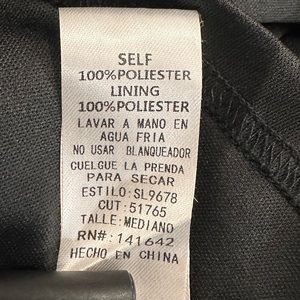 SELF
100%POLIESTER
LINING
100%POLIESTER
LAVAR A MANO EN
AGUA FRIA
NO USAR BLANQUEADOR
CUELGUE LA PRENDA
PARA SECAR
ESTILO:SL9678
CUT:51765
TALLE:MEDIANO
RN#:141642
HECHO EN CHINA